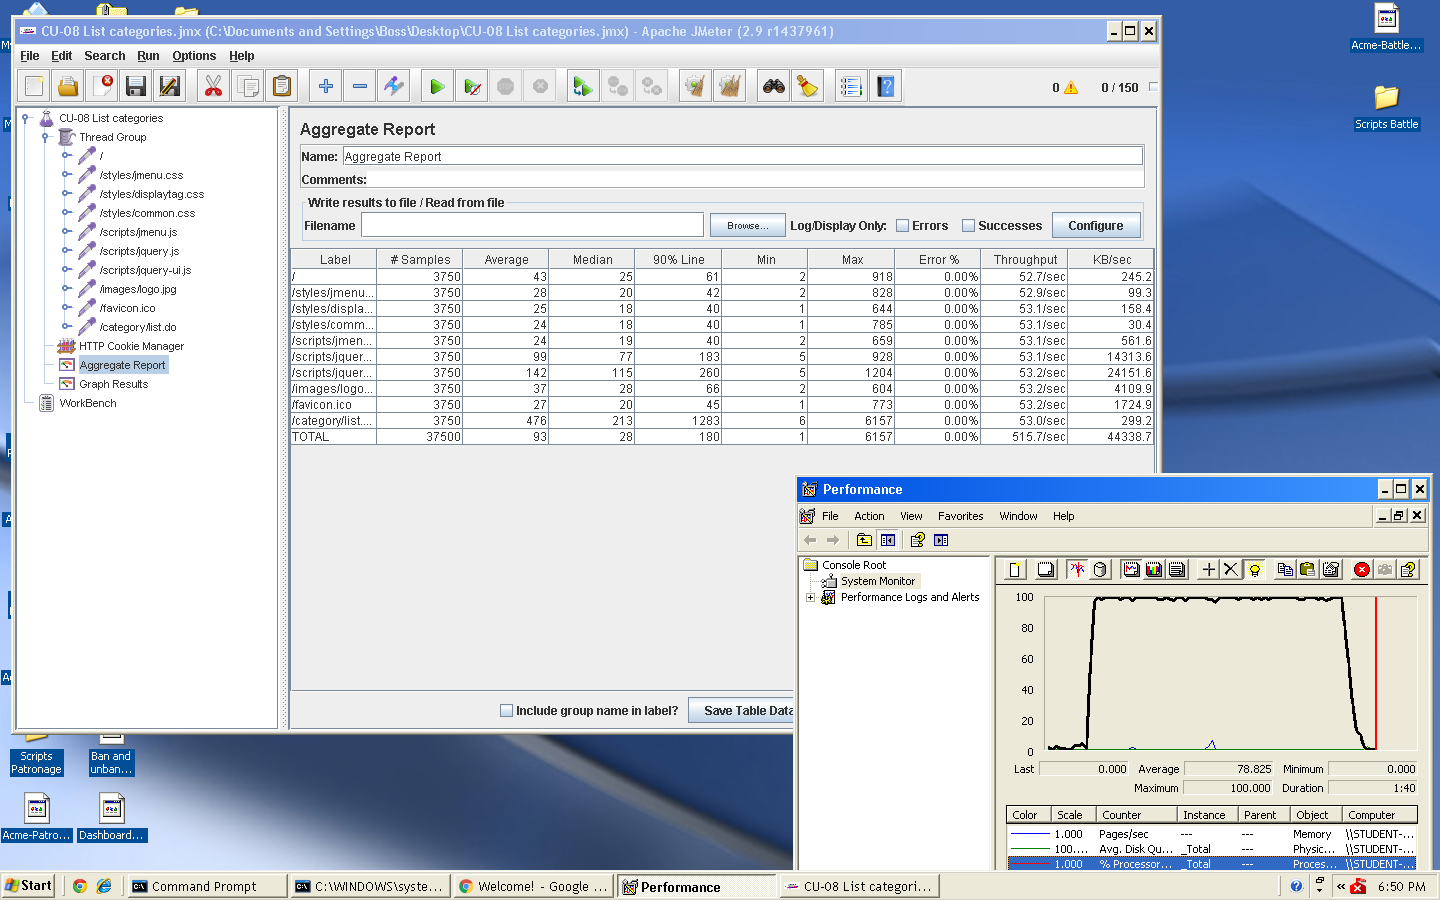 CU-08 List categories.jmx (C:\Documents and Settings\Boss\Desktop\CU-08 List categories.jmx) - Apache JMeter (2.9 r1437961)
File Edit Search Run Options Help
0 0 / 150
CU-08 List categories
Thread Group
/
/styles/jmenu.css
/styles/displaytag.css
/styles/common.css
/scripts/jmenu.js
/scripts/jquery.js
/scripts/jquery-ui.js
/images/logo.jpg
/favicon.ico
/category/list.do
HTTP Cookie Manager
Aggregate Report
Graph Results
WorkBench
Aggregate Report
Name: Aggregate Report
Comments:
Write results to file / Read from file
Filename Browse... Log/Display Only: Errors Successes Configure
Label # Samples Average Median 90% Line Min Max Error % Throughput KB/sec
/ 3750 43 25 61 2 918 0.00% 52.7/sec 245.2
/styles/jmenu... 3750 28 20 42 2 828 0.00% 52.9/sec 99.3
/styles/displa... 3750 25 18 40 1 644 0.00% 53.1/sec 158.4
/styles/comm... 3750 24 18 40 1 785 0.00% 53.1/sec 30.4
/scripts/jmen... 3750 24 19 40 2 659 0.00% 53.1/sec 561.6
/scripts/jquer... 3750 99 77 183 5 928 0.00% 53.1/sec 14313.6
/scripts/jquer... 3750 142 115 260 5 1204 0.00% 53.2/sec 24151.6
/images/logo... 3750 37 28 66 2 604 0.00% 53.2/sec 4109.9
/favicon.ico 3750 27 20 45 1 773 0.00% 53.2/sec 1724.9
/category/list.... 3750 476 213 1283 6 6157 0.00% 53.0/sec 299.2
TOTAL 37500 93 28 180 1 6157 0.00% 515.7/sec 44338.7
Include group name in label? Save Table Data
Acme-Battle...
Scripts Battle
Scripts Patronage
Ban and unban...
Acme-Patro...
Dashboard...
Performance
File Action View Favorites Window Help
Console Root
System Monitor
Performance Logs and Alerts
100
80
60
40
20
0
Last 0.000 Average 78.825 Minimum 0.000
Maximum 100.000 Duration 1:40
Color Scale Counter Instance Parent Object Computer
1.000 Pages/sec --- --- Memory \\STUDENT-...
100.... Avg. Disk Qu... _Total --- Physic... \\STUDENT-...
1.000 % Processor... _Total --- Proces... \\STUDENT-...
Start Command Prompt C:\WINDOWS\system... Welcome! - Google ... Performance CU-08 List categori... « 6:50 PM